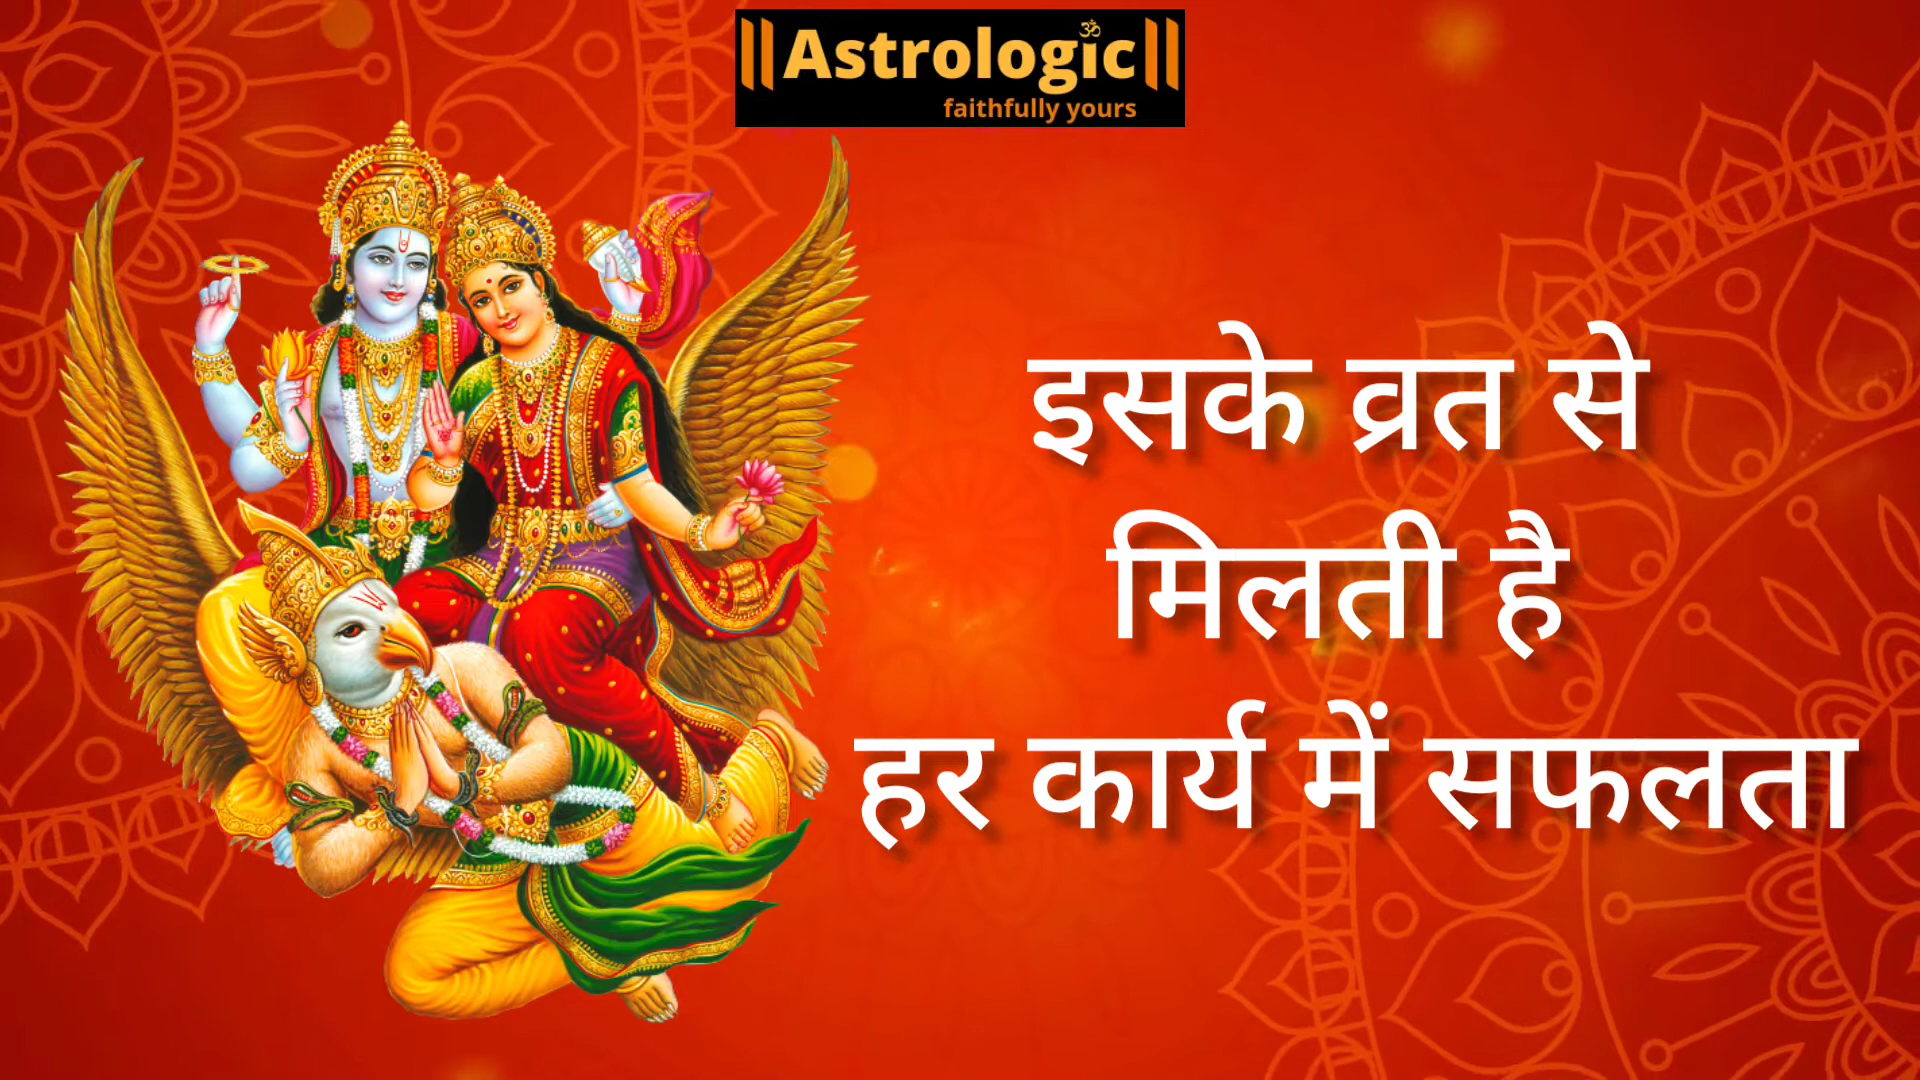 ||Astrologic||
ॐ
faithfully yours
इसके व्रत से
मिलती है
हर कार्य में सफलता